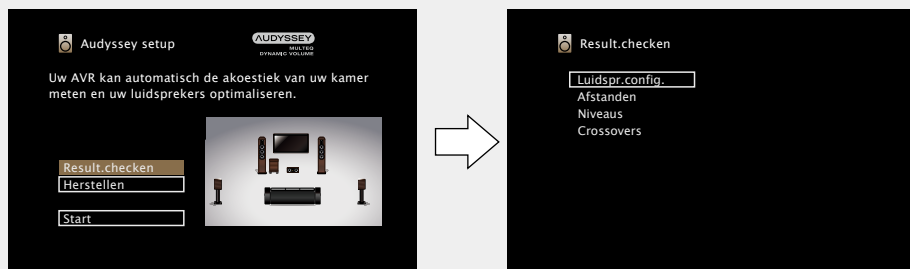 Audyssey setup
AUDYSSEY
MULTEQ
DYNAMIC VOLUME
Uw AVR kan automatisch de akoestiek van uw kamer
meten en uw luidsprekers optimaliseren.
Result.checken
Herstellen
Start
Result.checken
Luidspr.config.
Afstanden
Niveaus
Crossovers